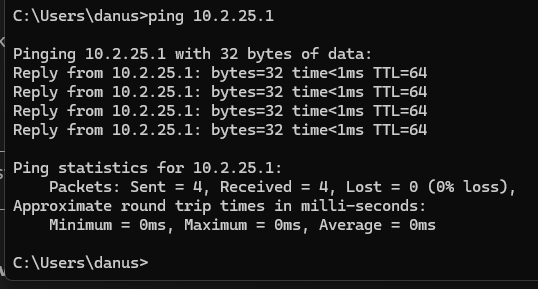 C:\Users\danus>ping 10.2.25.1
Pinging 10.2.25.1 with 32 bytes of data:
Reply from 10.2.25.1: bytes=32 time<1ms TTL=64
Reply from 10.2.25.1: bytes=32 time<1ms TTL=64
Reply from 10.2.25.1: bytes=32 time<1ms TTL=64
Reply from 10.2.25.1: bytes=32 time<1ms TTL=64
Ping statistics for 10.2.25.1:
    Packets: Sent = 4, Received = 4, Lost = 0 (0% loss),
Approximate round trip times in milli-seconds:
    Minimum = 0ms, Maximum = 0ms, Average = 0ms
C:\Users\danus>